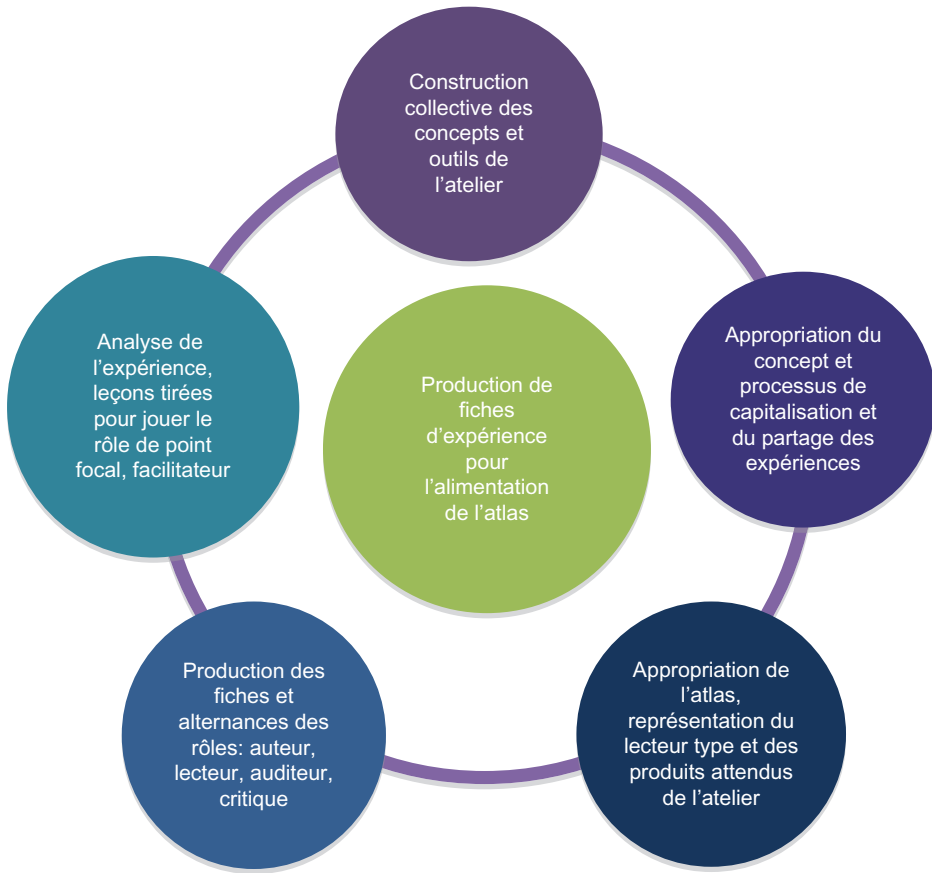 Construction
collective des
concepts et
outils de
l’atelier
Appropriation du
concept et
processus de
capitalisation et
du partage des
expériences
Appropriation de
l’atlas,
représentation du
lecteur type et des
produits attendus
de l’atelier
Production des
fiches et
alternances des
rôles: auteur,
lecteur, auditeur,
critique
Analyse de
l’expérience,
leçons tirées
pour jouer le
rôle de point
focal, facilitateur
Production de
fiches
d’expérience
pour
l’alimentation
de l’atlas